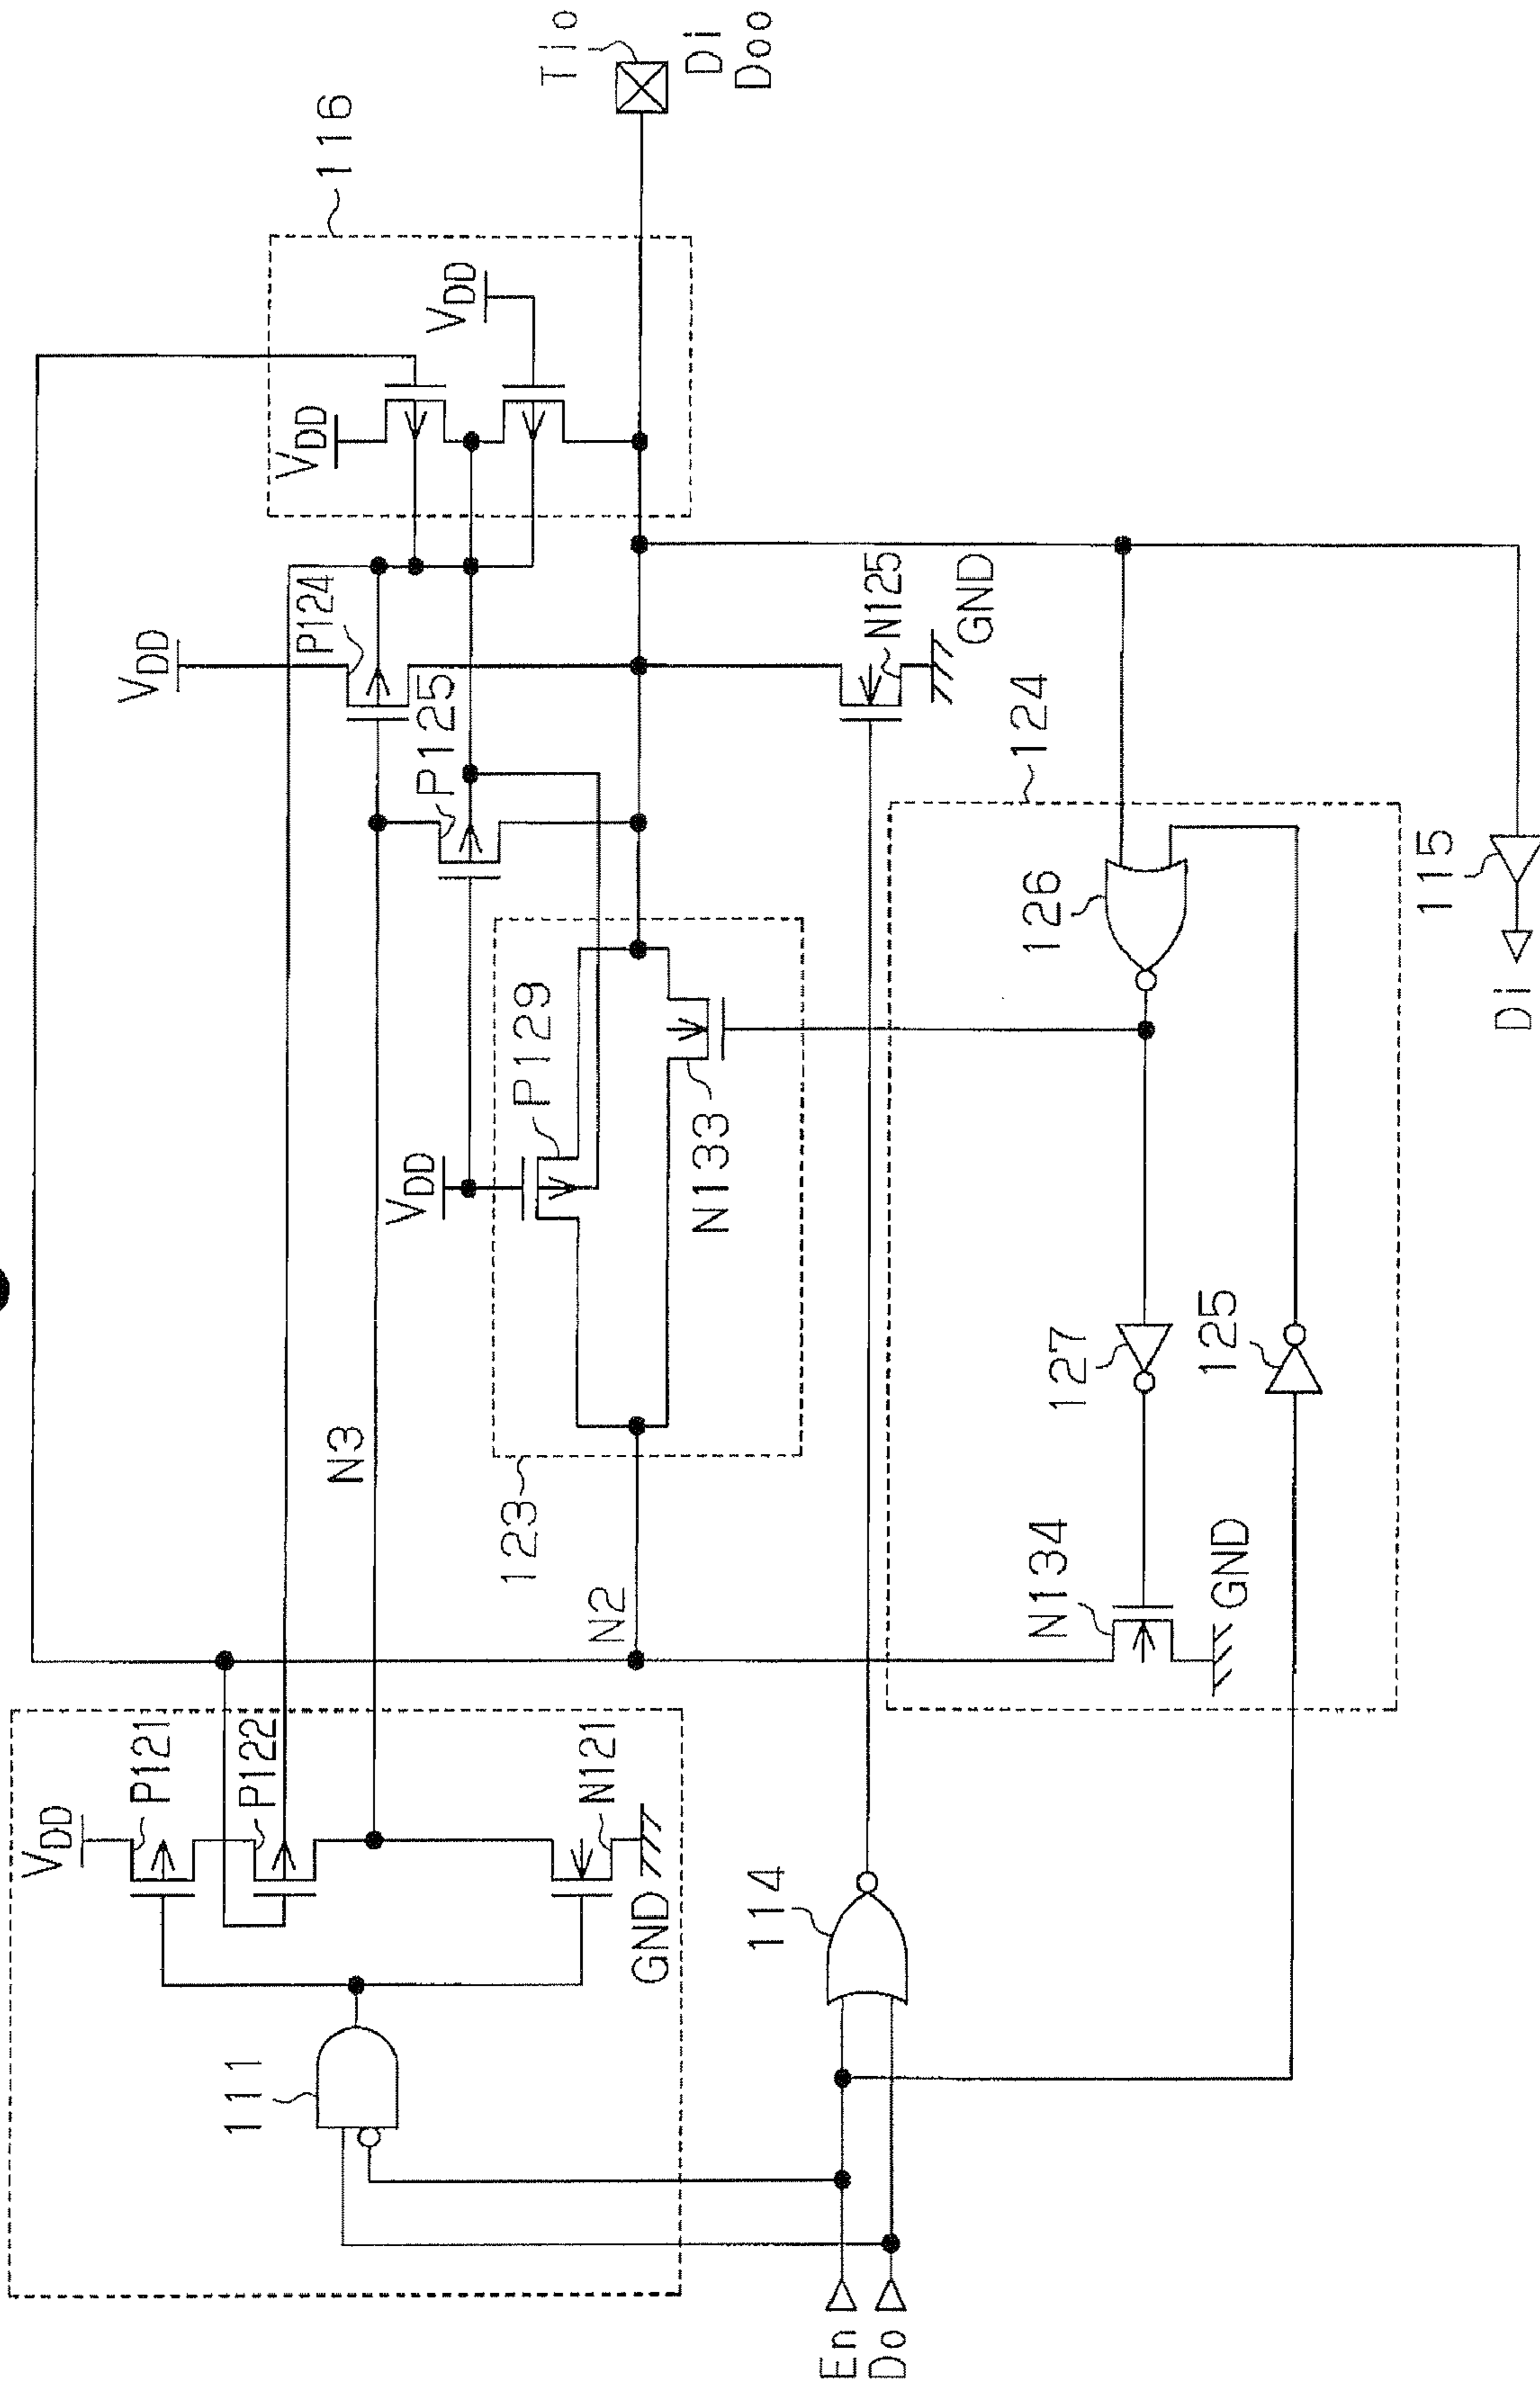 Tio
Di
Doo
116
VDD
VDD
VDD
P124
P125
N125
GND
124
115
Di
126
P129
N133
VDD
127
125
N3
123
N2
N134
GND
VDD
P121
P122
N121
GND
114
111
En
Do